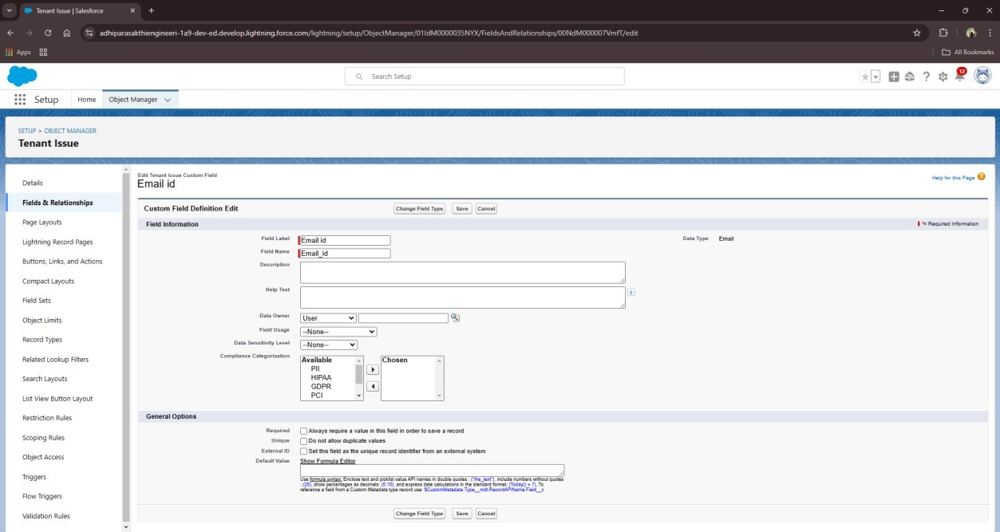 Tenant Issue | Salesforce
adhiparasakthiengineeri-1a9-dev-ed.develop.lightning.force.com/lightning/setup/ObjectManager/01IdM0000035NYX/FieldsAndRelationships/00NdM000007VmfT/edit
Apps
All Bookmarks
Search Setup
12
Setup
Home
Object Manager
SETUP > OBJECT MANAGER
Tenant Issue
Details
Fields & Relationships
Page Layouts
Lightning Record Pages
Buttons, Links, and Actions
Compact Layouts
Field Sets
Object Limits
Record Types
Related Lookup Filters
Search Layouts
List View Button Layout
Restriction Rules
Scoping Rules
Object Access
Triggers
Flow Triggers
Validation Rules
Edit Tenant Issue Custom Field
Email id
Help for this Page
Custom Field Definition Edit
Change Field Type Save Cancel
Field Information
= Required Information
Field Label Email id
Data Type Email
Field Name Email_id
Description
Help Text
Data Owner User
Field Usage --None--
Data Sensitivity Level --None--
Compliance Categorization
Available
PII
HIPAA
GDPR
PCI
Chosen
General Options
Required Always require a value in this field in order to save a record
Unique Do not allow duplicate values
External ID Set this field as the unique record identifier from an external system
Default Value Show Formula Editor
Use formula syntax: Enclose text and picklist value API names in double quotes : ("the_text"), include numbers without quotes
: (25), show percentages as decimals: (0.10), and express date calculations in the standard format: (Today() + 7), To
reference a field from a Custom Metadata type record use: $CustomMetadata.Type__mdt.RecordAPIName.Field__c
Change Field Type Save Cancel